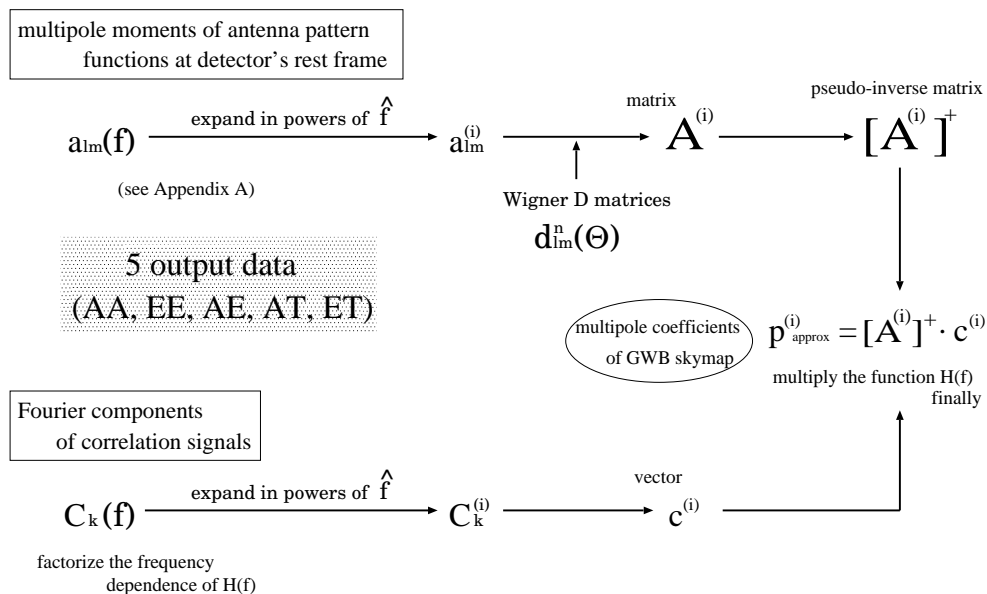 multipole moments of antenna pattern
functions at detector's rest frame
a_lm(f)
expand in powers of f̂
a_lm^(i)
matrix
A^(i)
pseudo-inverse matrix
[A^(i)]^+
(see Appendix A)
Wigner D matrices
d_lm^n(Θ)
5 output data
(AA, EE, AE, AT, ET)
multipole coefficients
of GWB skymap
p_approx^(i) = [A^(i)]^+ · c^(i)
multiply the function H(f)
finally
Fourier components
of correlation signals
C_k(f)
expand in powers of f̂
C_k^(i)
vector
c^(i)
factorize the frequency
dependence of H(f)